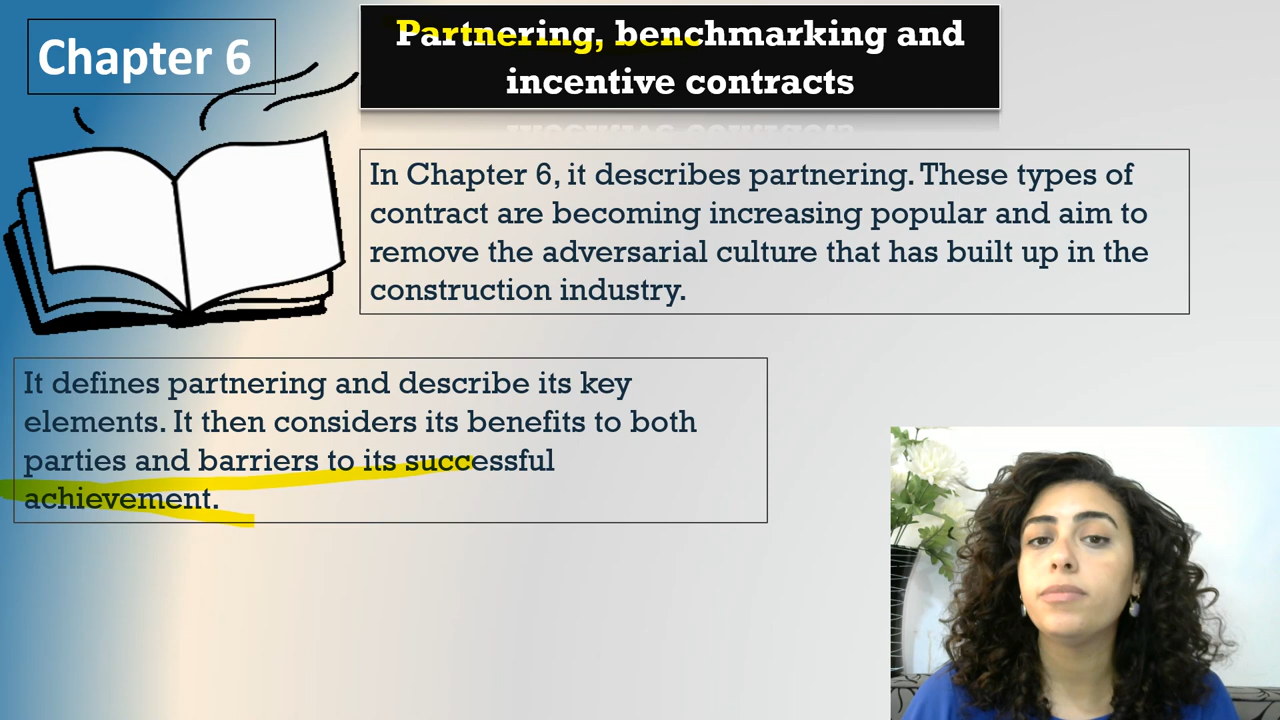 Chapter 6
Partnering, benchmarking and
incentive contracts
In Chapter 6, it describes partnering. These types of
contract are becoming increasing popular and aim to
remove the adversarial culture that has built up in the
construction industry.
It defines partnering and describe its key
elements. It then considers its benefits to both
parties and barriers to its successful
achievement.